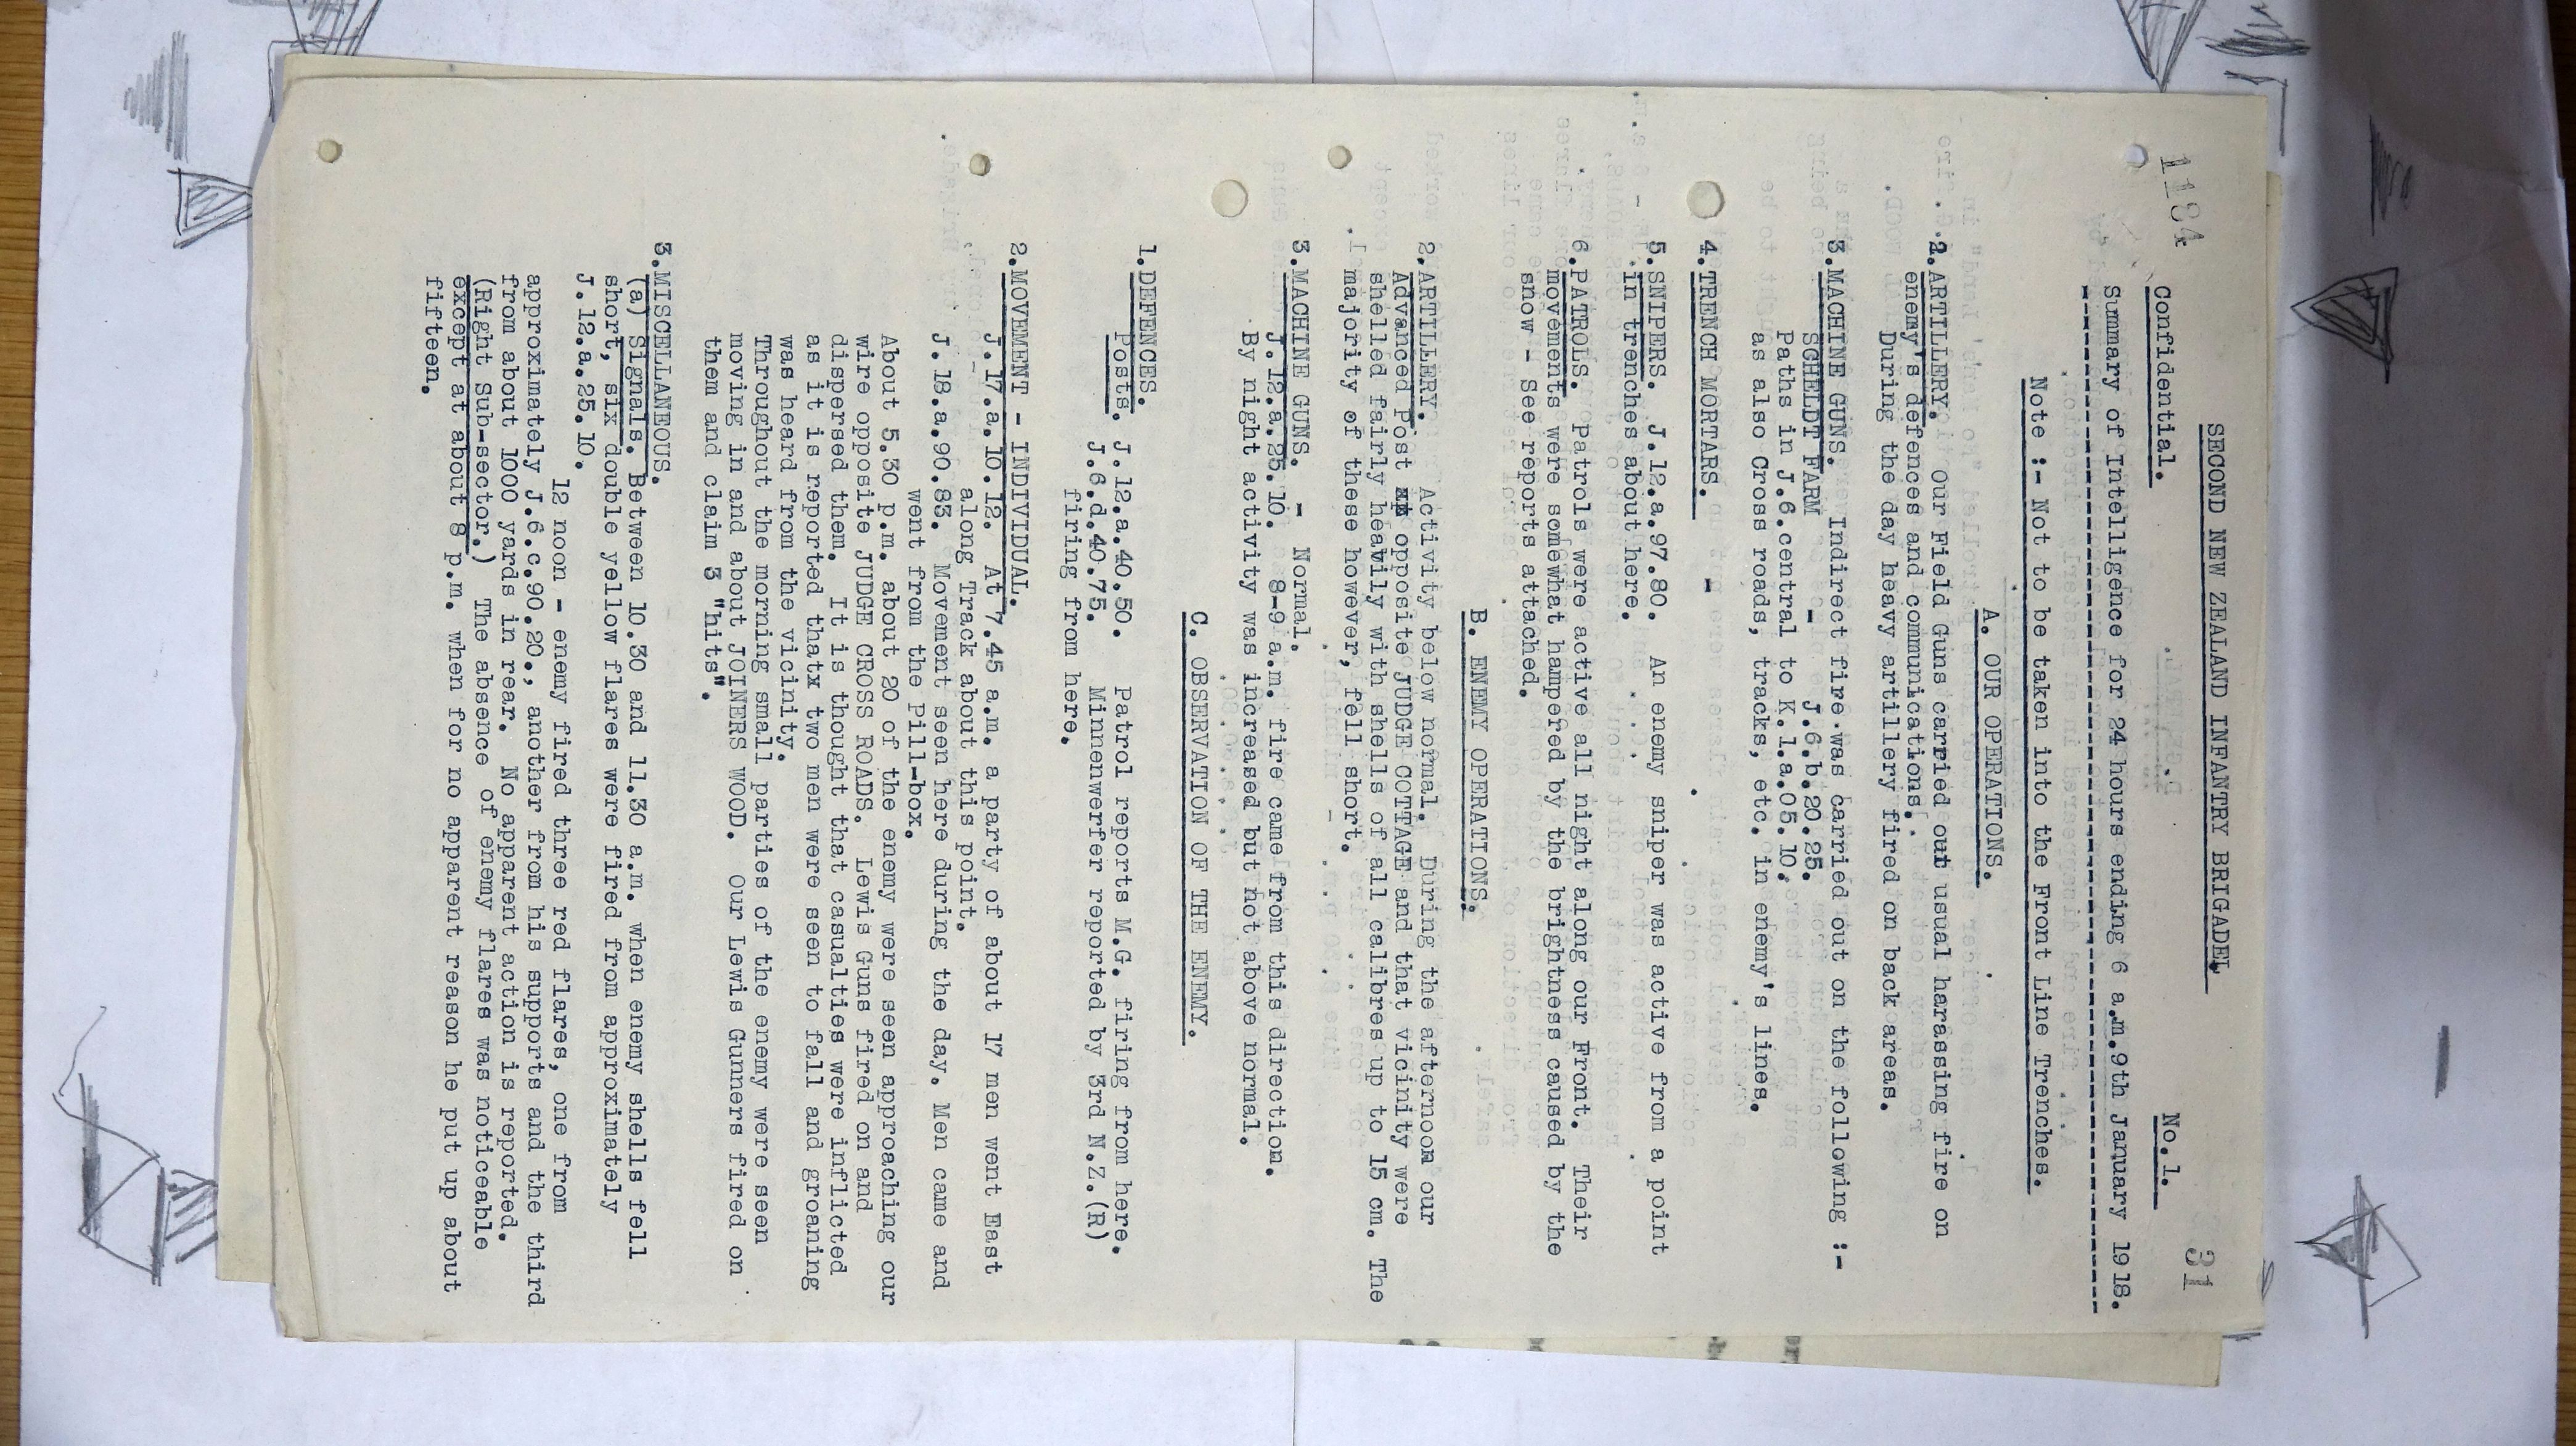 1184
31
SECOND NEW ZEALAND INFANTRY BRIGADE.
Confidential. No.1.
Summary of Intelligence for 24 hours ending 6 a.m.9th January 1918.
Note :- Not to be taken into the Front Line Trenches.
A. OUR OPERATIONS.
2.ARTILLERY. Our Field Guns carried out usual harassing fire on
enemy's defences and communications.
During the day heavy artillery fired on back areas.
3.MACHINE GUNS. Indirect fire was carried out on the following :-
SCHELDT FARM - J.6.b.20.25.
Paths in J.6.central to K.1.a.05.10.
as also Cross roads, tracks, etc. in enemy's lines.
4.TRENCH MORTARS. -
5.SNIPERS. J.12.a.97.80. An enemy sniper was active from a point
in trenches about here.
6.PATROLS. Patrols were active all night along our Front. Their
movements were somewhat hampered by the brightness caused by the
snow - See reports attached.
B. ENEMY OPERATIONS.
2.ARTILLERY. Activity below normal. During the afternoon our
Advanced Post opposite JUDGE COTTAGE and that vicinity were
shelled fairly heavily with shells of all calibres up to 15 cm. The
majority of these however, fell short.
3.MACHINE GUNS. - Normal.
J.12.a.25.10. 8-9 a.m. fire came from this direction.
By night activity was increased but not above normal.
C. OBSERVATION OF THE ENEMY.
1.DEFENCES.
Posts. J.12.a.40.50. Patrol reports M.G. firing from here.
J.6.d.40.75. Minnenwerfer reported by 3rd N.Z.(R)
firing from here.
2.MOVEMENT - INDIVIDUAL.
J.17.a.10.12. At 7.45 a.m. a party of about 17 men went East
along Track about this point.
J.18.a.90.83. Movement seen here during the day. Men came and
went from the Pill-box.
About 5.30 p.m. about 20 of the enemy were seen approaching our
wire opposite JUDGE CROSS ROADS. Lewis Guns fired on and
dispersed them. It is thought that casualties were inflicted
as it is reported thatx two men were seen to fall and groaning
was heard from the vicinity.
Throughout the morning small parties of the enemy were seen
moving in and about JOINERS WOOD. Our Lewis Gunners fired on
them and claim 3 "hits".
3.MISCELLANEOUS.
(a) Signals. Between 10.30 and 11.30 a.m. when enemy shells fell
short, six double yellow flares were fired from approximately
J.12.a.25.10.
12 noon - enemy fired three red flares, one from
approximately J.6.c.90.20., another from his supports and the third
from about 1000 yards in rear. No apparent action is reported.
(Right Sub-sector.) The absence of enemy flares was noticeable
except at about 8 p.m. when for no apparent reason he put up about
fifteen.